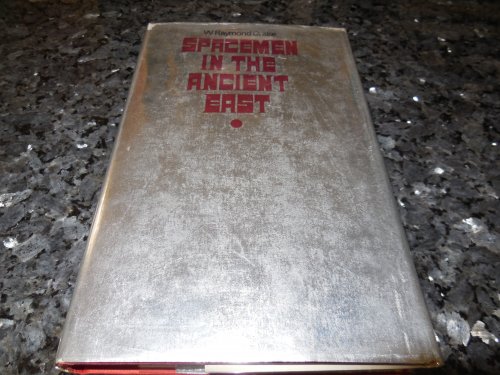 W Raymond Drake
SPACEMEN
IN THE
ANCIENT
EAST